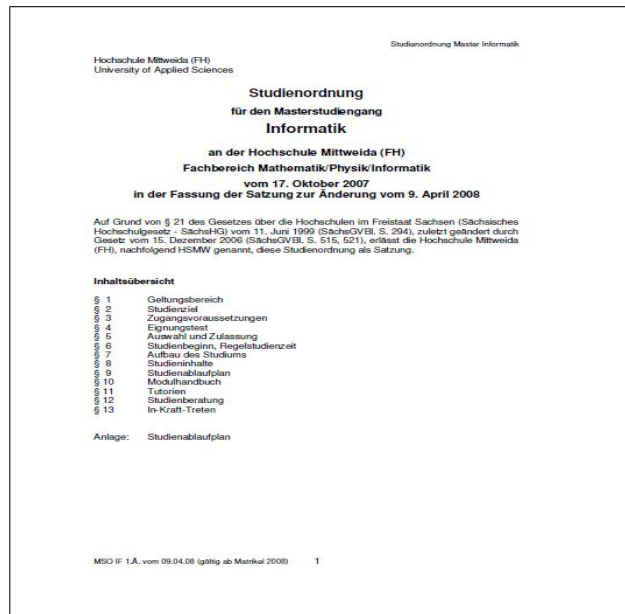 Studienordnung Master Informatik
Hochschule Mittweida (FH)
University of Applied Sciences
Studienordnung
für den Masterstudiengang
Informatik
an der Hochschule Mittweida (FH)
Fachbereich Mathematik/Physik/Informatik
vom 17. Oktober 2007
in der Fassung der Satzung zur Änderung vom 9. April 2008
Auf Grund von § 21 des Gesetzes über die Hochschulen im Freistaat Sachsen (Sächsisches
Hochschulgesetz - SächsHG) vom 11. Juni 1999 (SächsGVBl. S. 294), zuletzt geändert durch
Gesetz vom 15. Dezember 2006 (SächsGVBl. S. 515, 521), erlässt die Hochschule Mittweida
(FH), nachfolgend HSMW genannt, diese Studienordnung als Satzung.
Inhaltsübersicht
§ 1 Geltungsbereich
§ 2 Studienziel
§ 3 Zugangsvoraussetzungen
§ 4 Eignungstest
§ 5 Auswahl und Zulassung
§ 6 Studienbeginn, Regelstudienzeit
§ 7 Aufbau des Studiums
§ 8 Studieninhalte
§ 9 Studienablaufplan
§ 10 Modulhandbuch
§ 11 Tutorien
§ 12 Studienberatung
§ 13 In-Kraft-Treten
Anlage: Studienablaufplan
MSO IF 1.Ä. vom 09.04.08 (gültig ab Matrikel 2008) 1